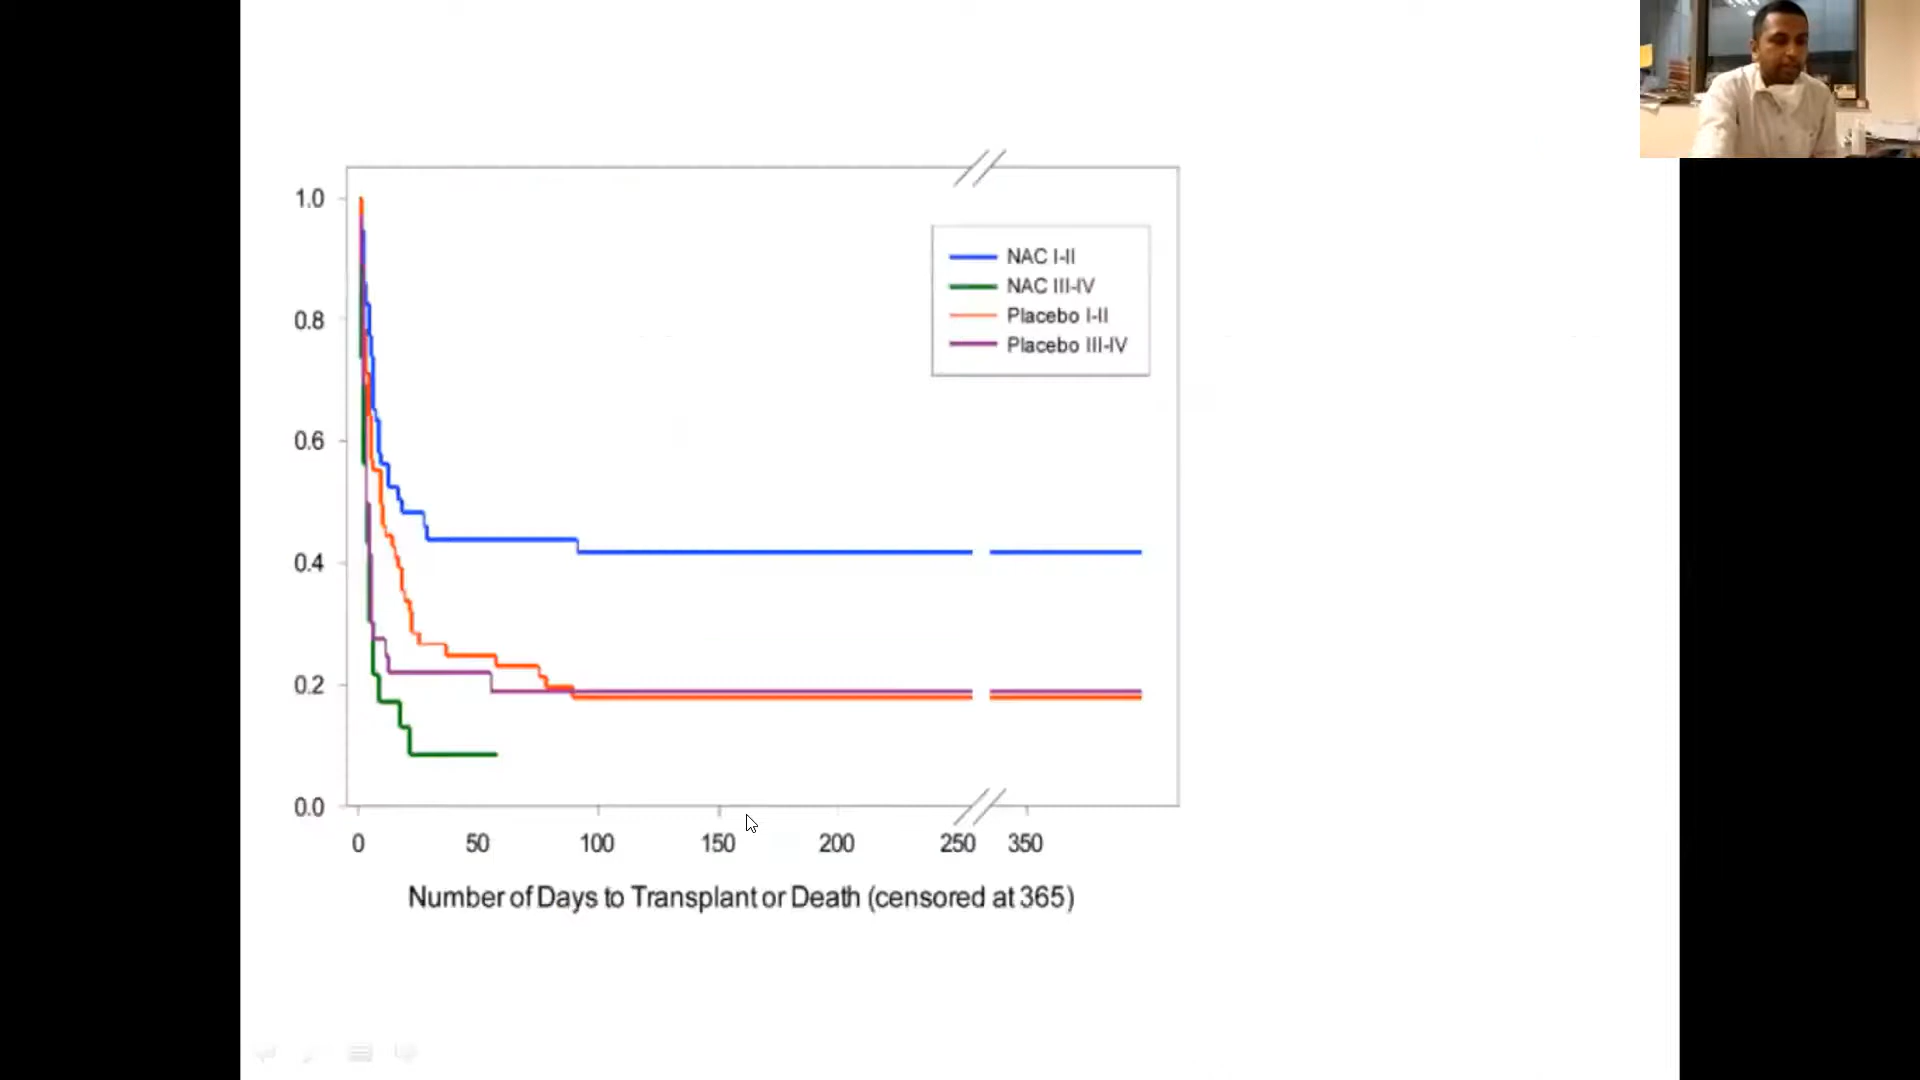 1.0
0.8
0.6
0.4
0.2
0.0
NAC I-II
NAC III-IV
Placebo I-II
Placebo III-IV
0 50 100 150 200 250 350
Number of Days to Transplant or Death (censored at 365)